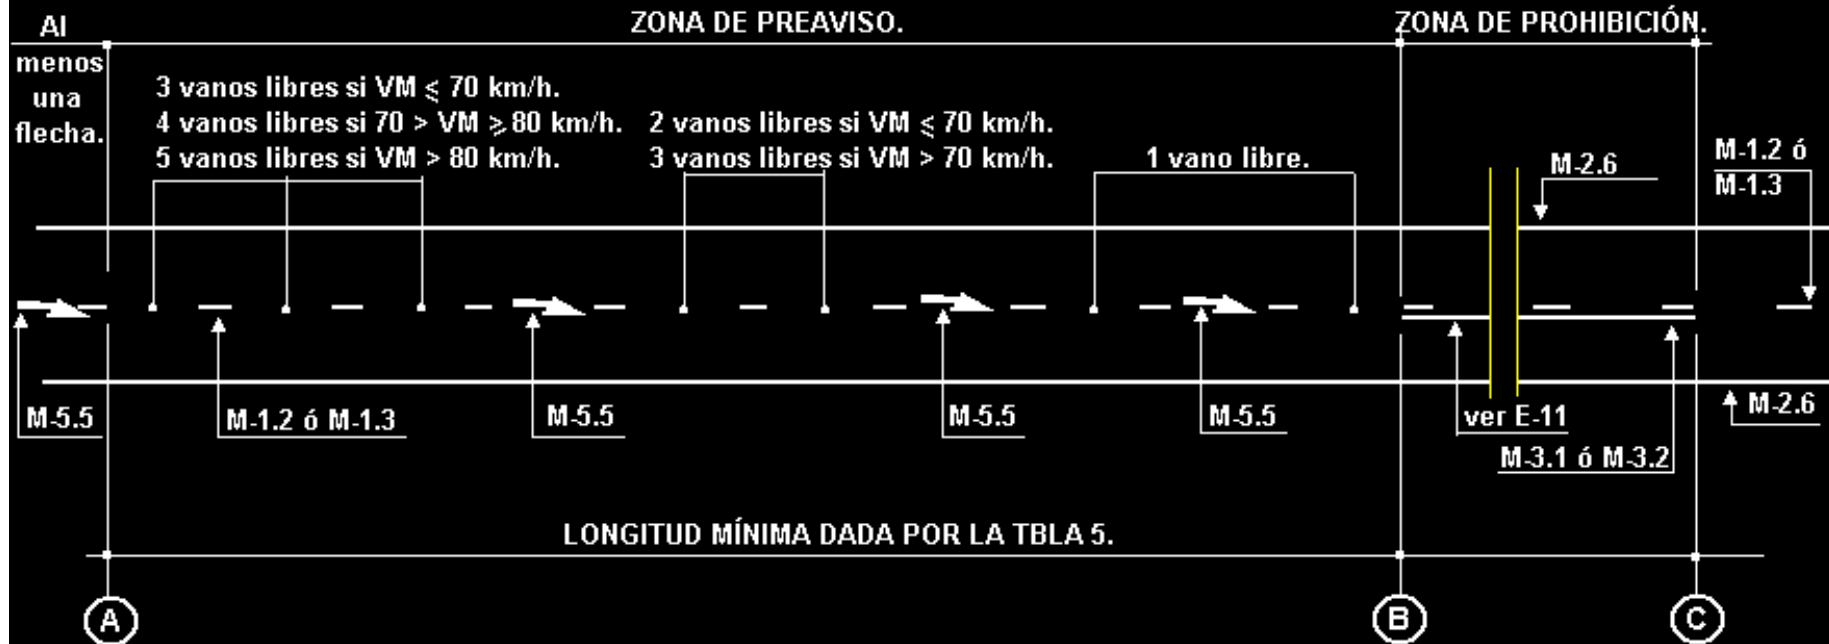 Al
menos
una
flecha.
ZONA DE PREAVISO.
ZONA DE PROHIBICIÓN.
3 vanos libres si VM ⩽ 70 km/h.
4 vanos libres si 70 > VM ⩾ 80 km/h.
5 vanos libres si VM > 80 km/h.
2 vanos libres si VM ⩽ 70 km/h.
3 vanos libres si VM > 70 km/h.
1 vano libre.
M-2.6
M-1.2 ó
M-1.3
M-5.5
M-1.2 ó M-1.3
M-5.5
M-5.5
M-5.5
ver E-11
M-2.6
M-3.1 ó M-3.2
LONGITUD MÍNIMA DADA POR LA TBLA 5.
A
B
C